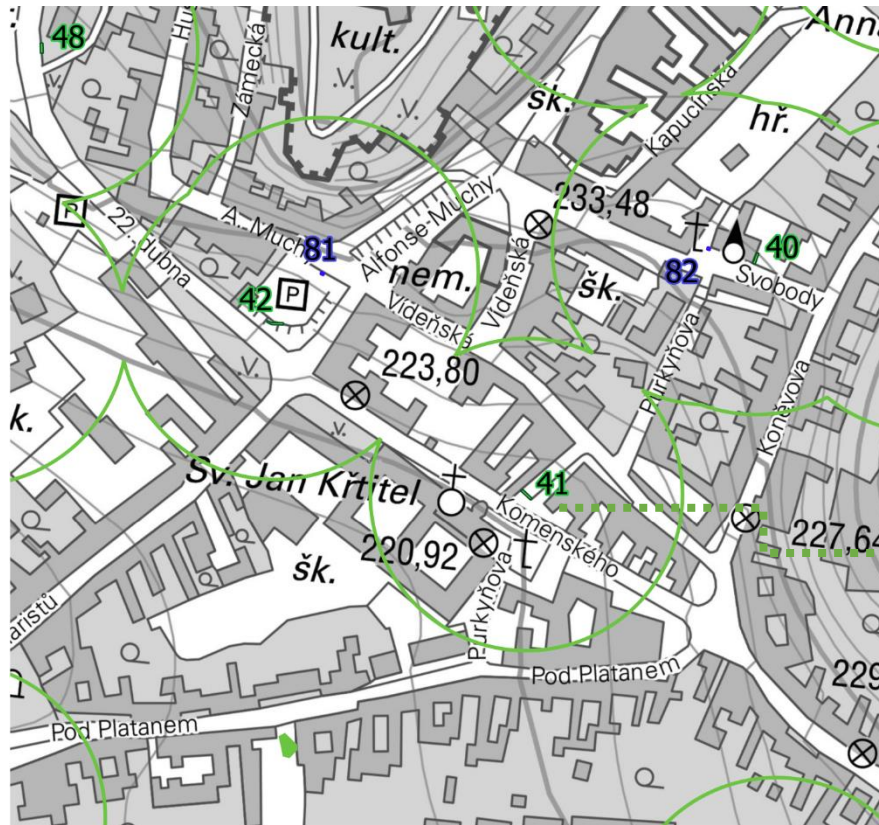 48
Zámecká
kult.
šk.
Kapucínská
hř.
P
22. dubna
A. Muchy
81
Alfonse-Muchy
Vídeňská
233,48
82
40
Svobody
42
P
nem.
šk.
Vídeňská
Purkyňova
223,80
k.
Koněvova
Sv. Jan Křtitel
41
Komenského
227,64
220,92
šk.
Purkyňova
aristů
Pod Platanem
229
Pod Platanem